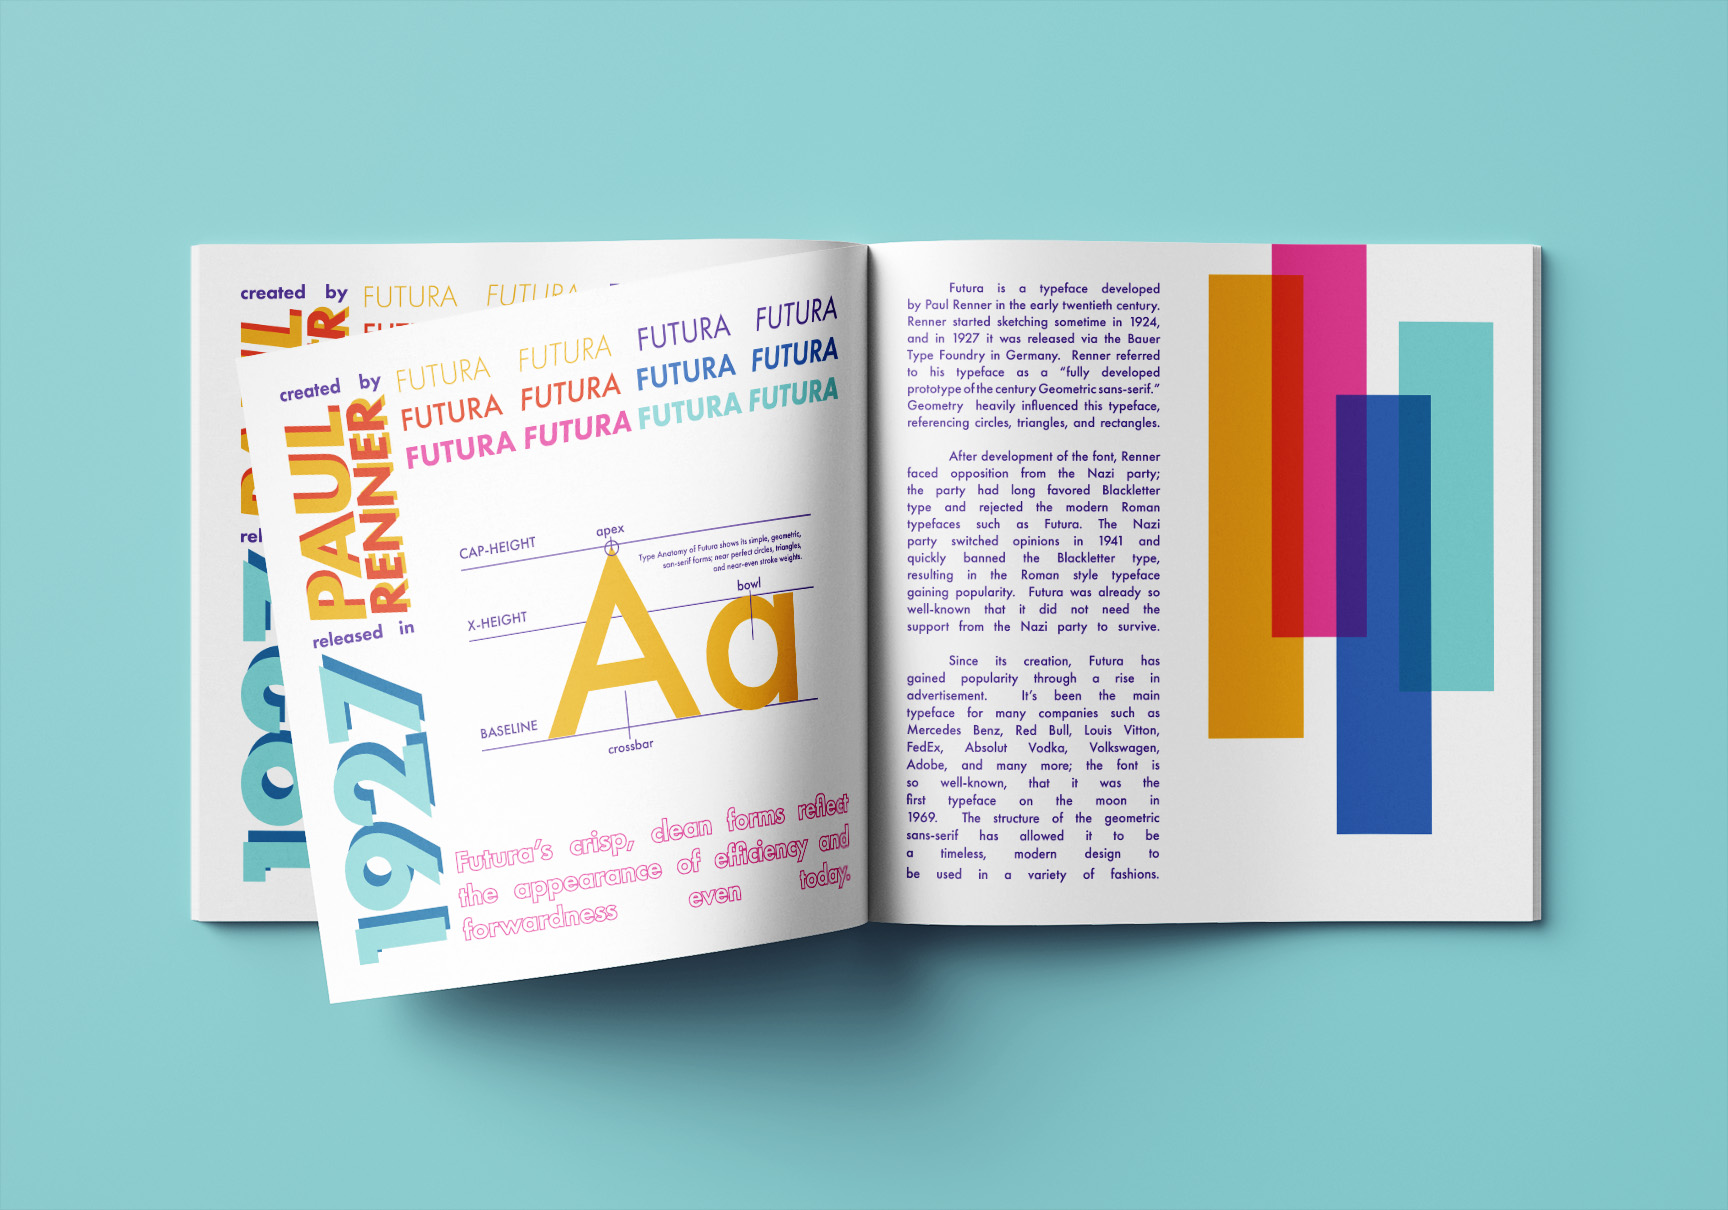 created by
FUTURA FUTURA
rel
created by
PAUL
RENNER
released in
1927
FUTURA FUTURA FUTURA FUTURA
FUTURA FUTURA FUTURA FUTURA
FUTURA FUTURA FUTURA FUTURA
CAP-HEIGHT
apex
Type Anatomy of Futura shows its simple, geometric,
san-serif forms; near perfect circles, triangles,
and near-even stroke weights.
bowl
X-HEIGHT
Aa
BASELINE
crossbar
Futura's crisp, clean forms reflect
the appearance of efficiency and
forwardness even today.
Futura is a typeface developed
by Paul Renner in the early twentieth century.
Renner started sketching sometime in 1924,
and in 1927 it was released via the Bauer
Type Foundry in Germany. Renner referred
to his typeface as a “fully developed
prototype of the century Geometric sans-serif.”
Geometry heavily influenced this typeface,
referencing circles, triangles, and rectangles.
After development of the font, Renner
faced opposition from the Nazi party;
the party had long favored Blackletter
type and rejected the modern Roman
typefaces such as Futura. The Nazi
party switched opinions in 1941 and
quickly banned the Blackletter type,
resulting in the Roman style typeface
gaining popularity. Futura was already so
well-known that it did not need the
support from the Nazi party to survive.
Since its creation, Futura has
gained popularity through a rise in
advertisement. It's been the main
typeface for many companies such as
Mercedes Benz, Red Bull, Louis Vitton,
FedEx, Absolut Vodka, Volkswagen,
Adobe, and many more; the font is
so well-known, that it was the
first typeface on the moon in
1969. The structure of the geometric
sans-serif has allowed it to be
a timeless, modern design to
be used in a variety of fashions.